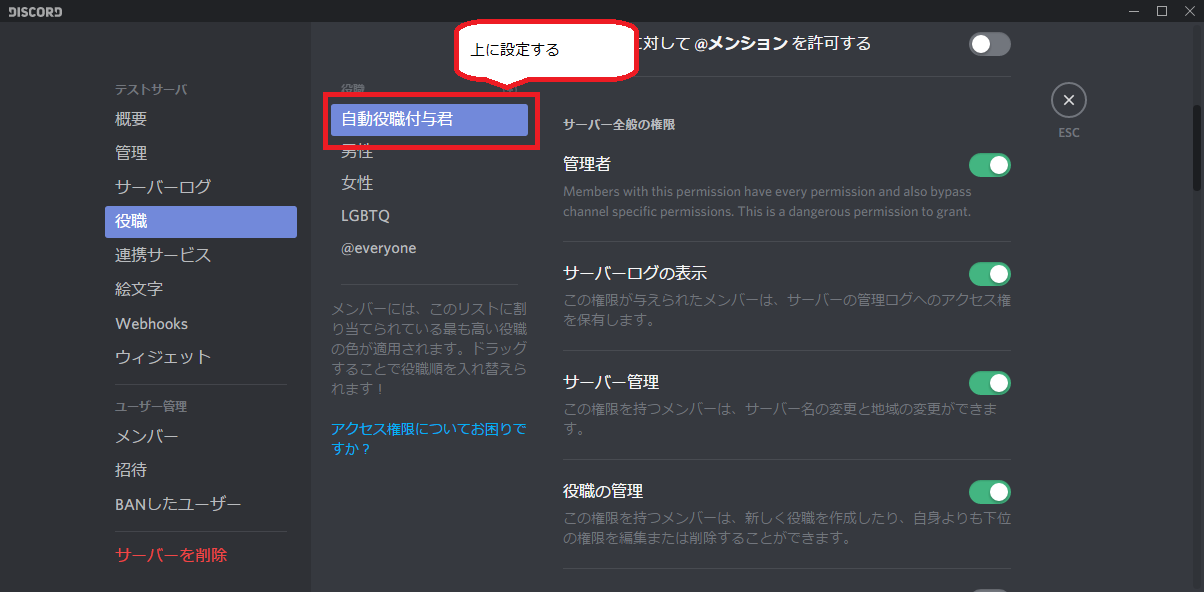 DISCORD
テストサーバ
概要
管理
サーバーログ
役職
連携サービス
絵文字
Webhooks
ウィジェット
ユーザー管理
メンバー
招待
BANしたユーザー
サーバーを削除
上に設定する
役職
自動役職付与君
男性
女性
LGBTQ
@everyone
メンバーには、このリストに割
り当てられている最も高い役職
の色が適用されます。ドラッグ
することで役職順を入れ替えら
れます！
アクセス権限についてお困りで
すか？
に対して @メンション を許可する
サーバー全般の権限
管理者
Members with this permission have every permission and also bypass
channel specific permissions. This is a dangerous permission to grant.
サーバーログの表示
この権限が与えられたメンバーは、サーバーの管理ログへのアクセス権
を保有します。
サーバー管理
この権限を持つメンバーは、サーバー名の変更と地域の変更ができま
す。
役職の管理
この権限を持つメンバーは、新しく役職を作成したり、自身よりも下位
の権限を編集または削除することができます。
ESC